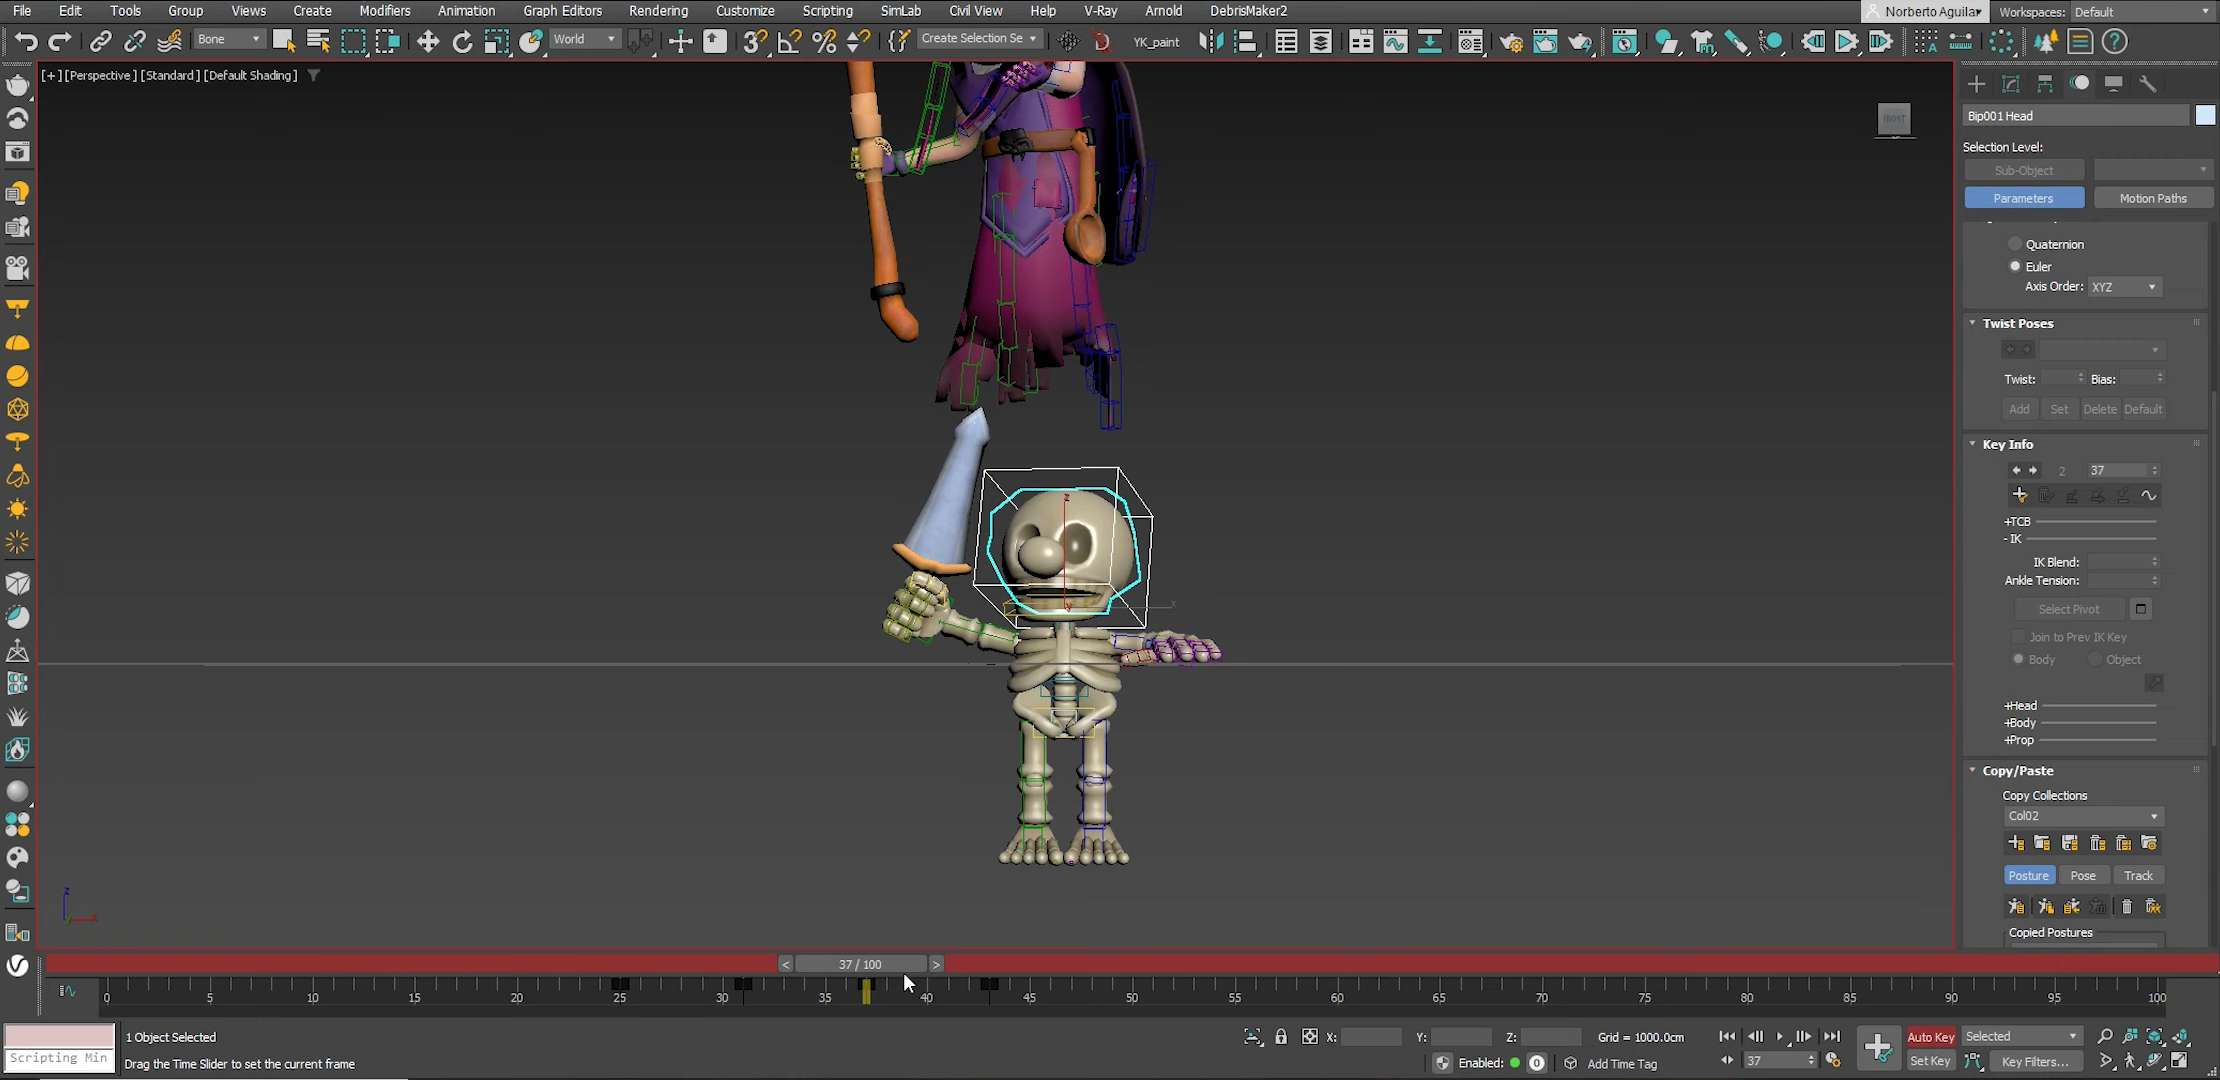 File Edit Tools Group Views Create Modifiers Animation Graph Editors Rendering Customize Scripting SimLab Civil View Help V-Ray Arnold DebrisMaker2 Norberto Aguilar Workspaces: Default
Bone World Create Selection Se YK_paint
[+] [Perspective ] [Standard ] [Default Shading ]
FRONT
Bip001 Head
Selection Level:
Sub-Object
Parameters Motion Paths
Quaternion
Euler
Axis Order: XYZ
Twist Poses
Twist: Bias:
Add Set Delete Default
Key Info
2 37
+TCB
- IK
IK Blend:
Ankle Tension:
Select Pivot
Join to Prev IK Key
Body Object
+Head
+Body
+Prop
Copy/Paste
Copy Collections
Col02
Posture Pose Track
Copied Postures
z
x
y
z
x
< 37 / 100 >
0 5 10 15 20 25 30 35 40 45 50 55 60 65 70 75 80 85 90 95 100
1 Object Selected X: Y: Z: Grid = 1000.0cm Auto Key Selected
Scripting Min Drag the Time Slider to set the current frame Enabled: 0 Add Time Tag 37 Set Key Key Filters...